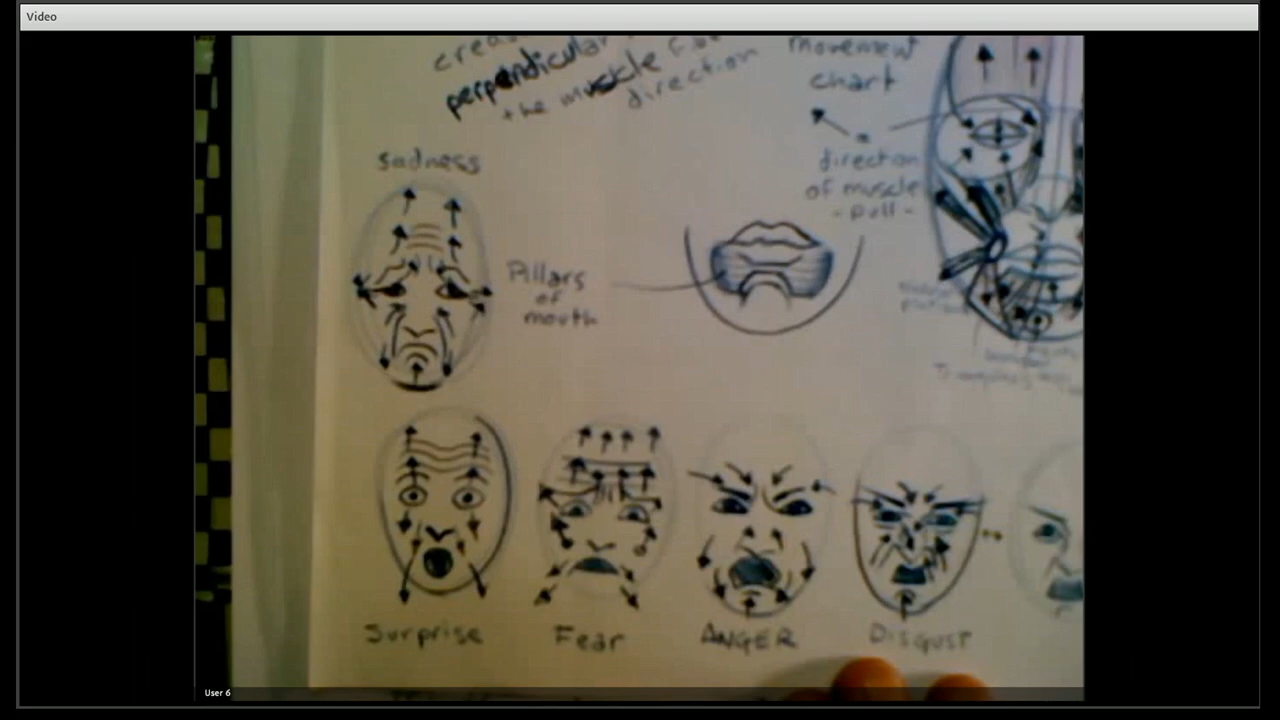 Video
perpendicular
the muscle
direction
movement
chart
direction
of muscle
- pull -
Sadness
Pillars
of
mouth
Surprise
Fear
ANGER
DISGUST
User 6